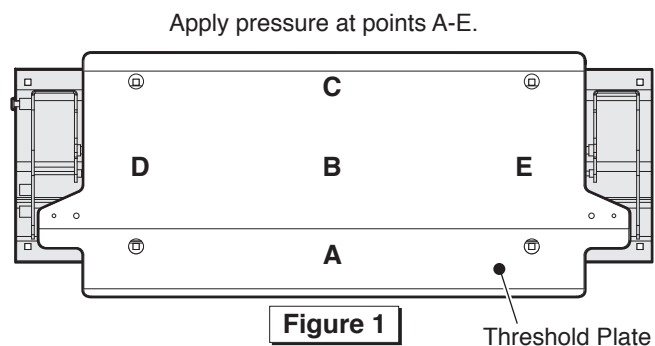 Apply pressure at points A-E.
C
D B E
A
Figure 1
Threshold Plate